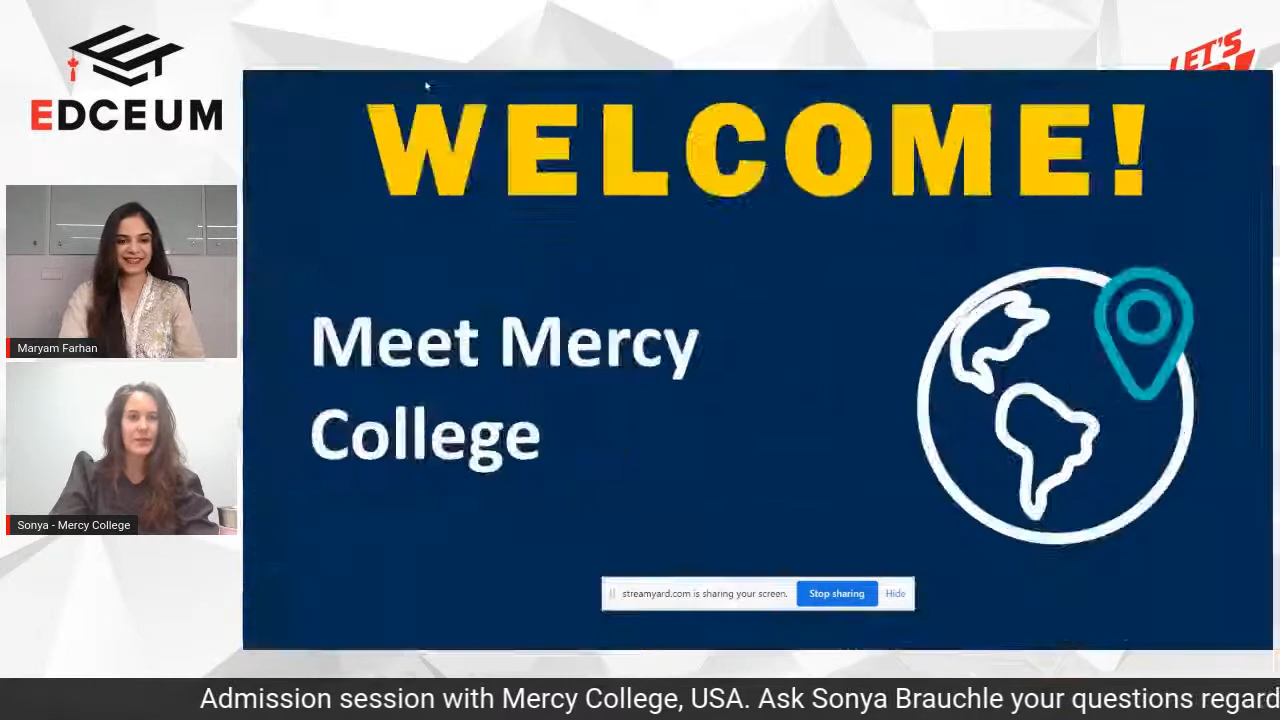 EDCEUM
LET'S
WELCOME!
Meet Mercy
College
Maryam Farhan
Sonya - Mercy College
streamyard.com is sharing your screen.
Stop sharing
Hide
Admission session with Mercy College, USA. Ask Sonya Brauchle your questions regard